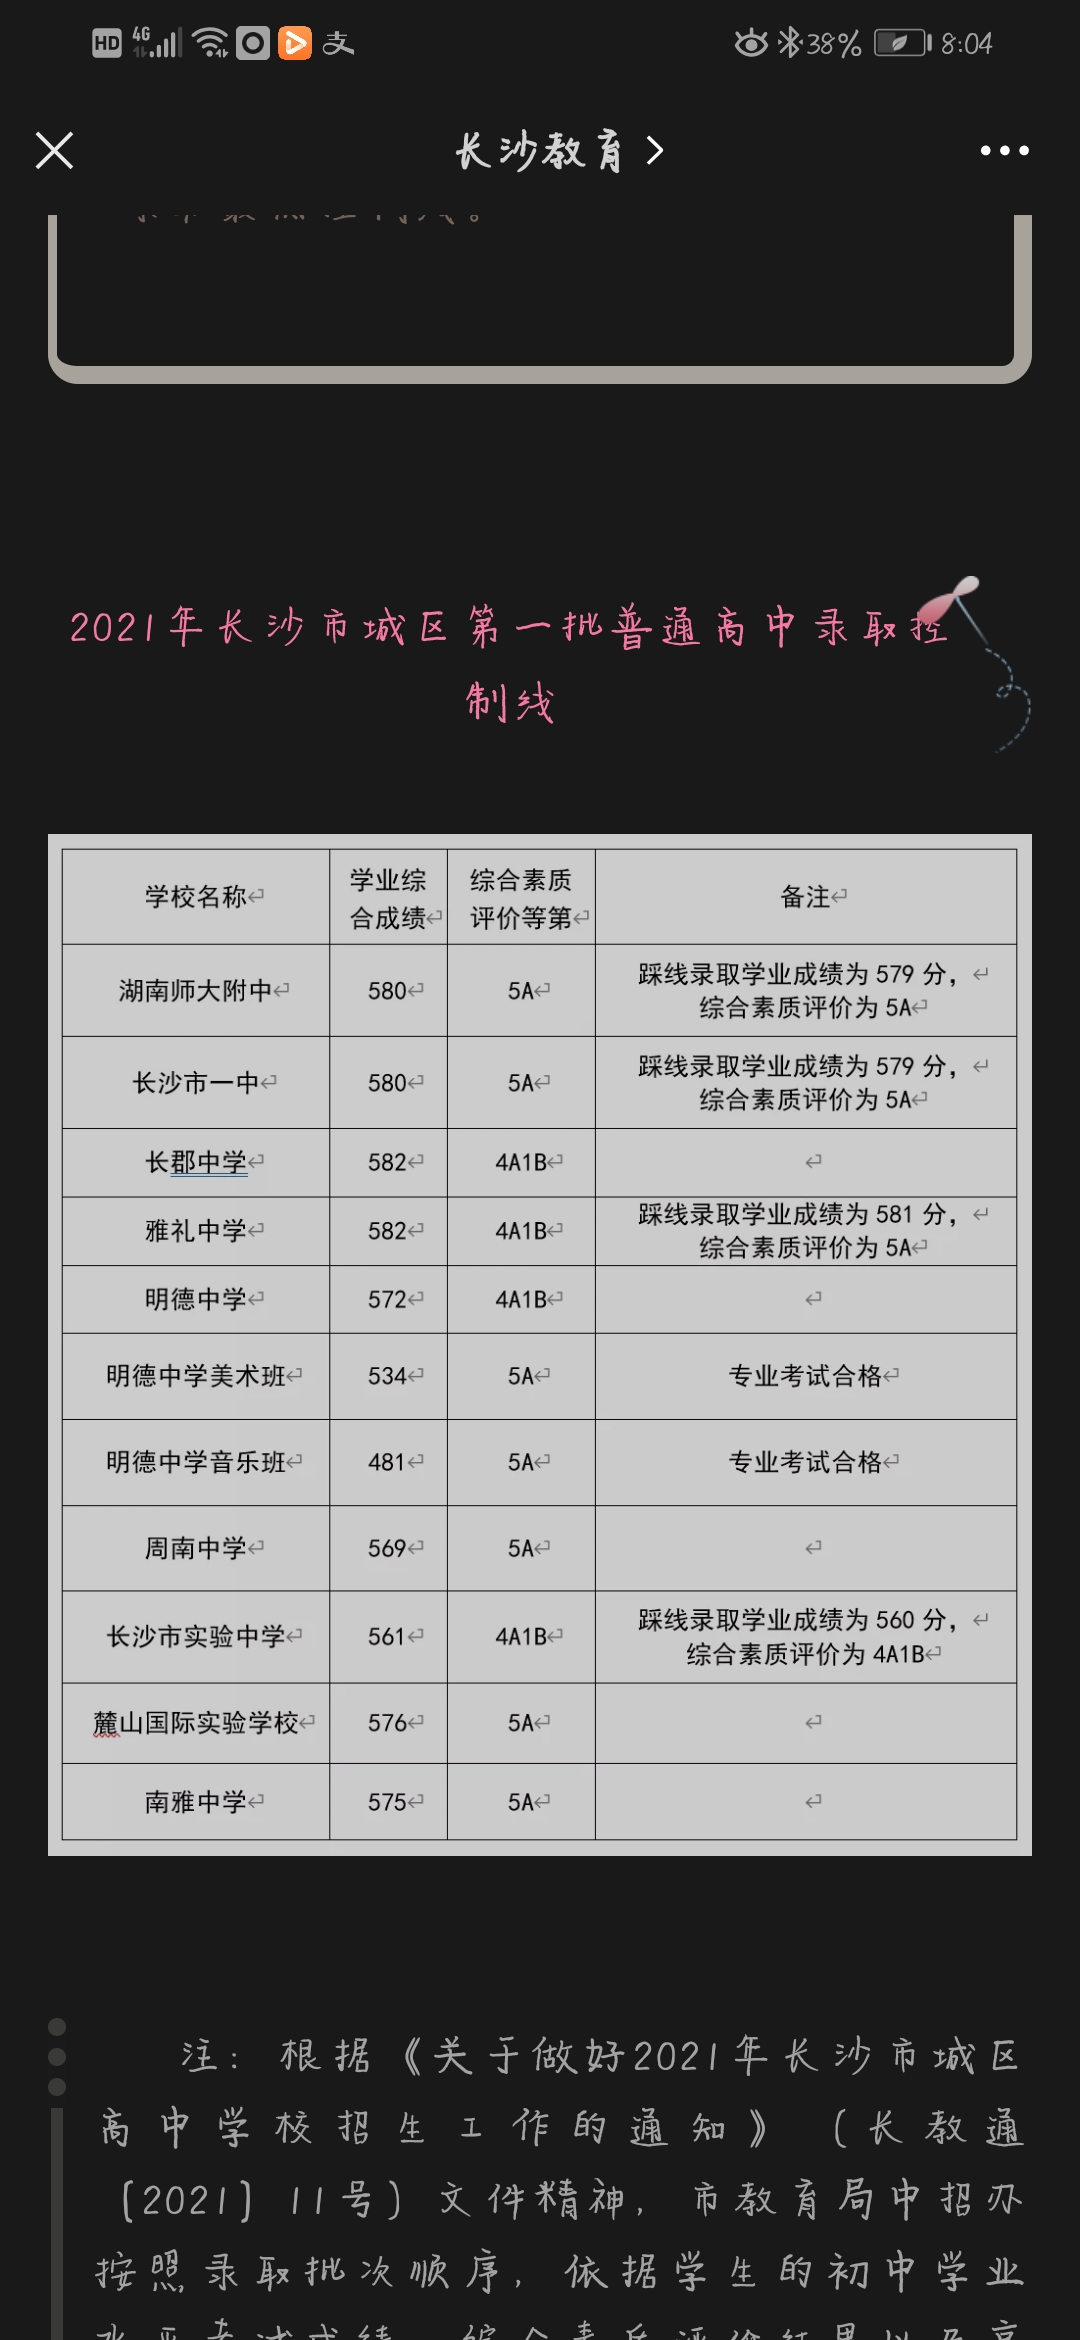 HD 4G 支 38% 8:04
长沙教育
2021年长沙市城区第一批普通高中录取控
制线
学校名称 学业综合成绩 综合素质评价等第 备注
湖南师大附中 580 5A 踩线录取学业成绩为 579 分，
综合素质评价为 5A
长沙市一中 580 5A 踩线录取学业成绩为 579 分，
综合素质评价为 5A
长郡中学 582 4A1B
雅礼中学 582 4A1B 踩线录取学业成绩为 581 分，
综合素质评价为 5A
明德中学 572 4A1B
明德中学美术班 534 5A 专业考试合格
明德中学音乐班 481 5A 专业考试合格
周南中学 569 5A
长沙市实验中学 561 4A1B 踩线录取学业成绩为 560 分，
综合素质评价为 4A1B
麓山国际实验学校 576 5A
南雅中学 575 5A
注：根据《关于做好2021年长沙市城区
高中学校招生工作的通知》（长教通
〔2021〕11号）文件精神，市教育局中招办
按照录取批次顺序，依据学生的初中学业